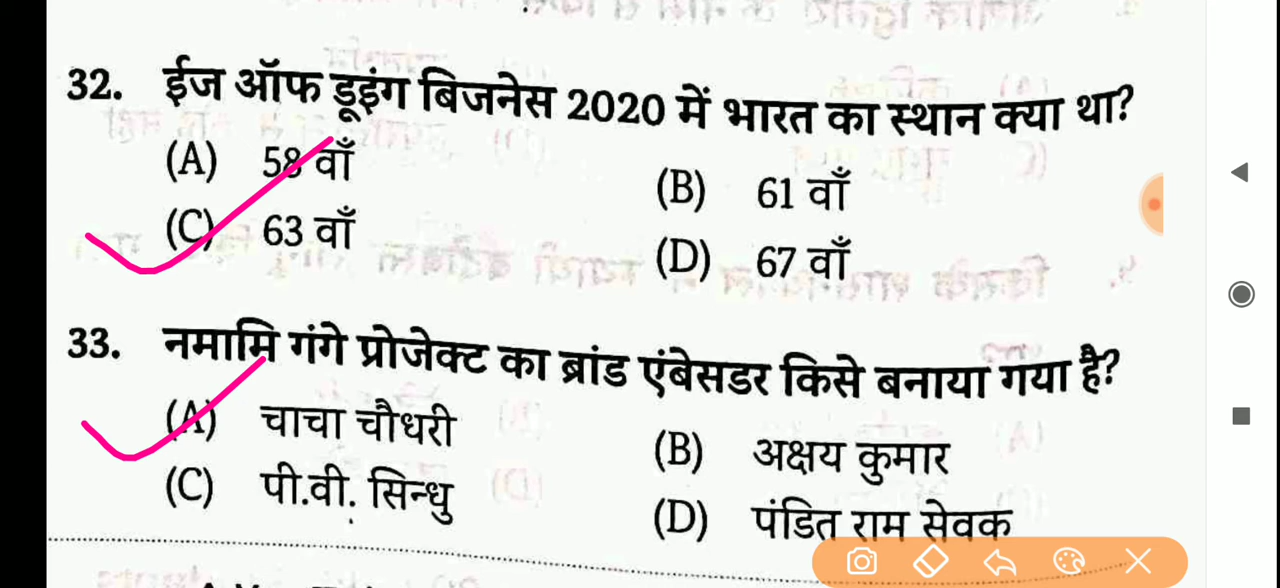 32. ईज ऑफ डूइंग बिजनेस 2020 में भारत का स्थान क्या था?
(A) 58 वाँ
(B) 61 वाँ
(C) 63 वाँ
(D) 67 वाँ
33. नमामि गंगे प्रोजेक्ट का ब्रांड एंबेसडर किसे बनाया गया है?
(A) चाचा चौधरी
(B) अक्षय कुमार
(C) पी.वी. सिन्धु
(D) पंडित राम सेवक